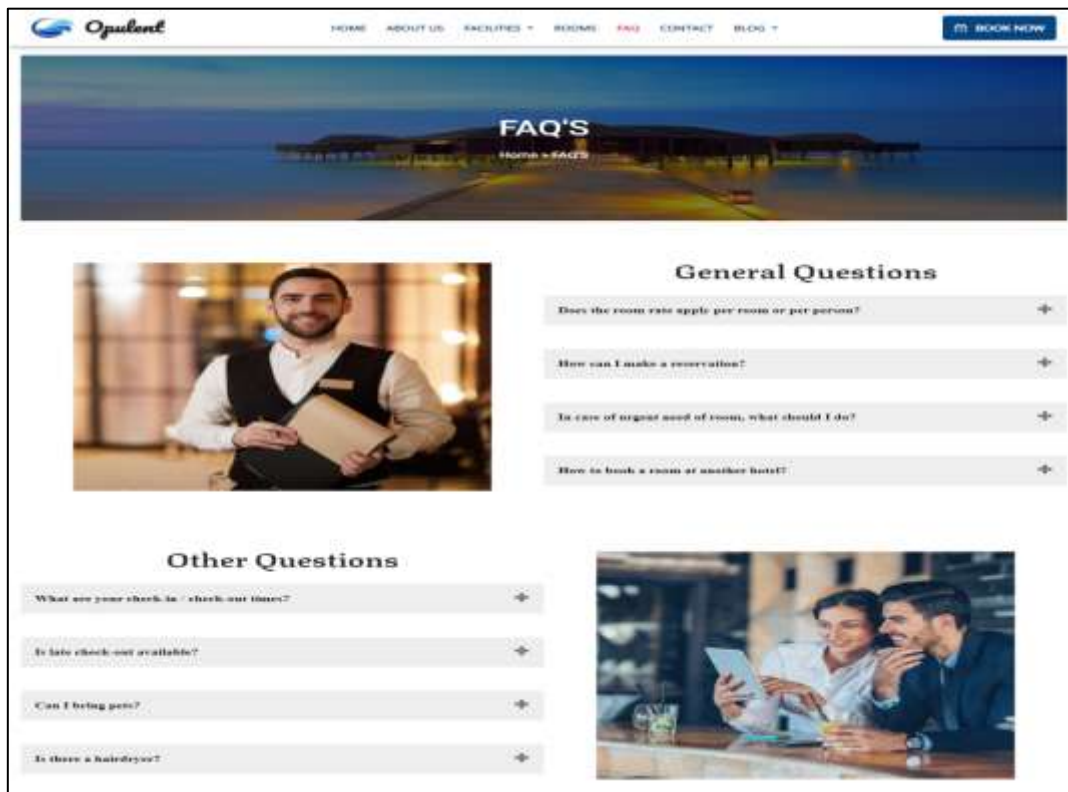 Opulent
HOME ABOUT US FACILITIES ROOMS FAQ CONTACT BLOG
BOOK NOW
FAQ'S
Home > FAQ'S
General Questions
Does the room rate apply per room or per person?
How can I make a reservation?
In case of urgent need of room, what should I do?
How to book a room at another hotel?
Other Questions
What are your check-in / check-out times?
Is late check-out available?
Can I being pets?
Is there a hairdryer?